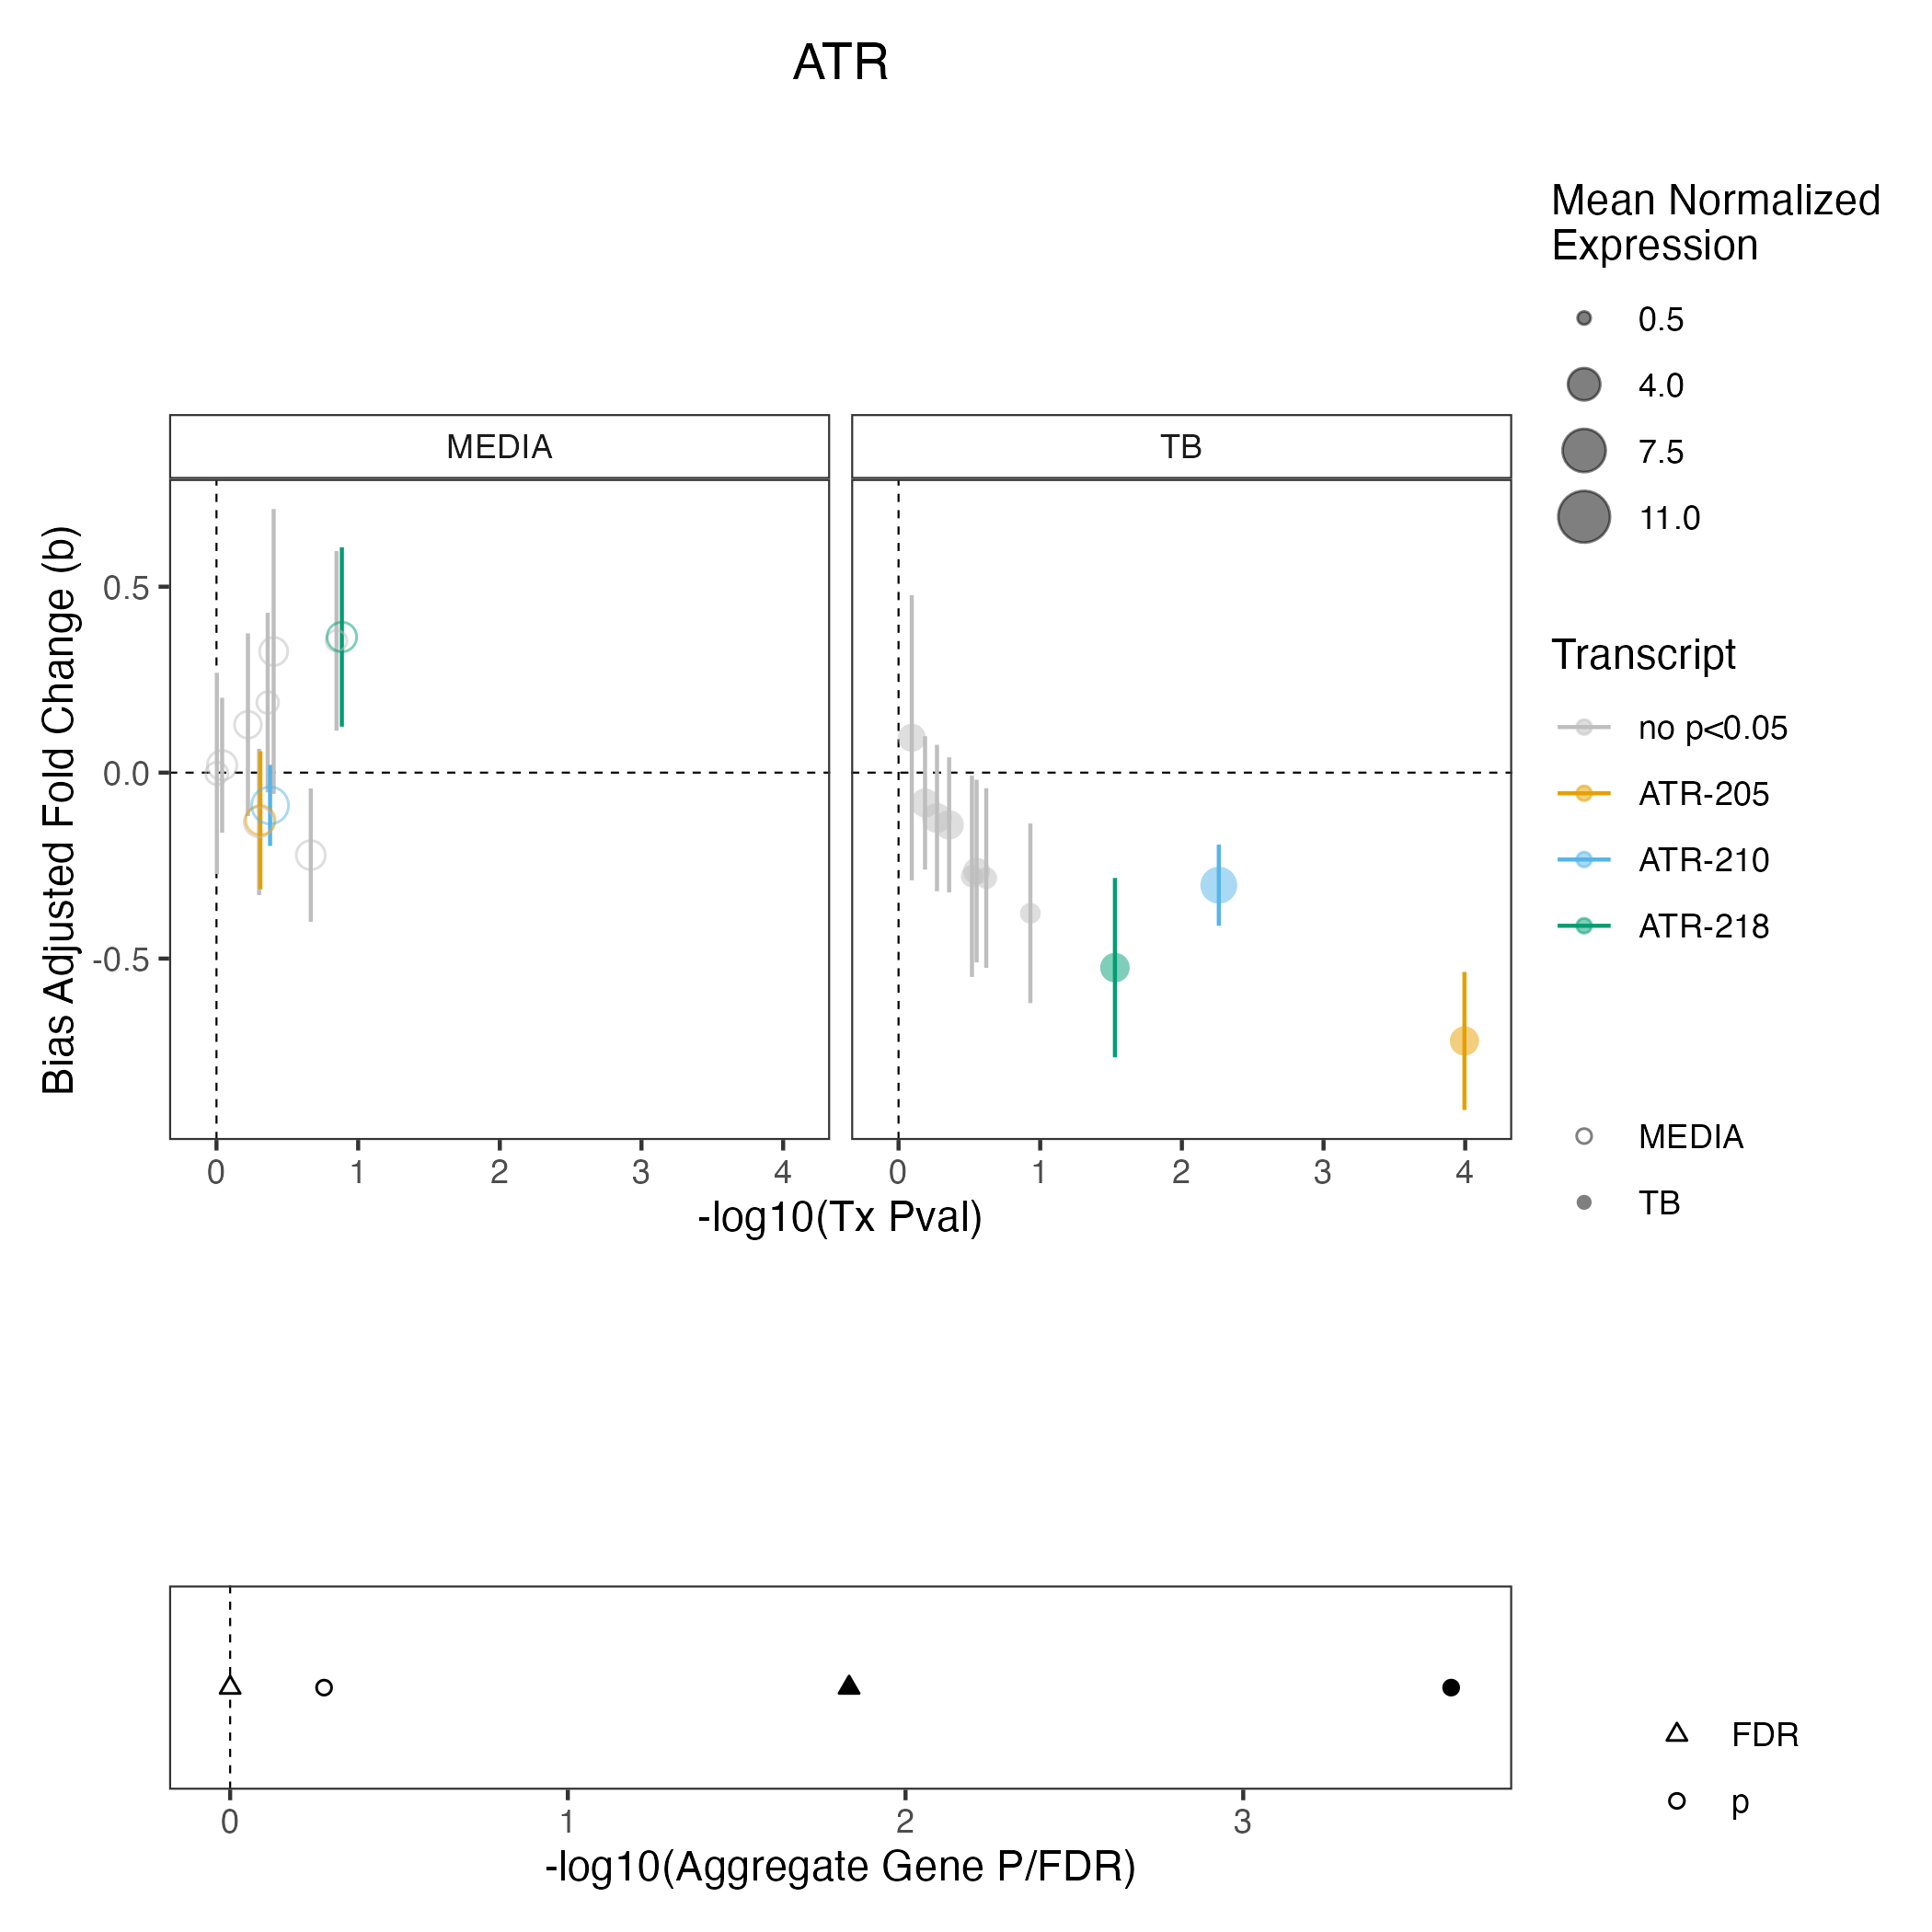 ATR
Mean Normalized
Expression
0.5
4.0
7.5
11.0
MEDIA
TB
Bias Adjusted Fold Change (b)
0.5
0.0
-0.5
0
1
2
3
4
0
1
2
3
4
-log10(Tx Pval)
Transcript
no p<0.05
ATR-205
ATR-210
ATR-218
MEDIA
TB
0
1
2
3
-log10(Aggregate Gene P/FDR)
FDR
p